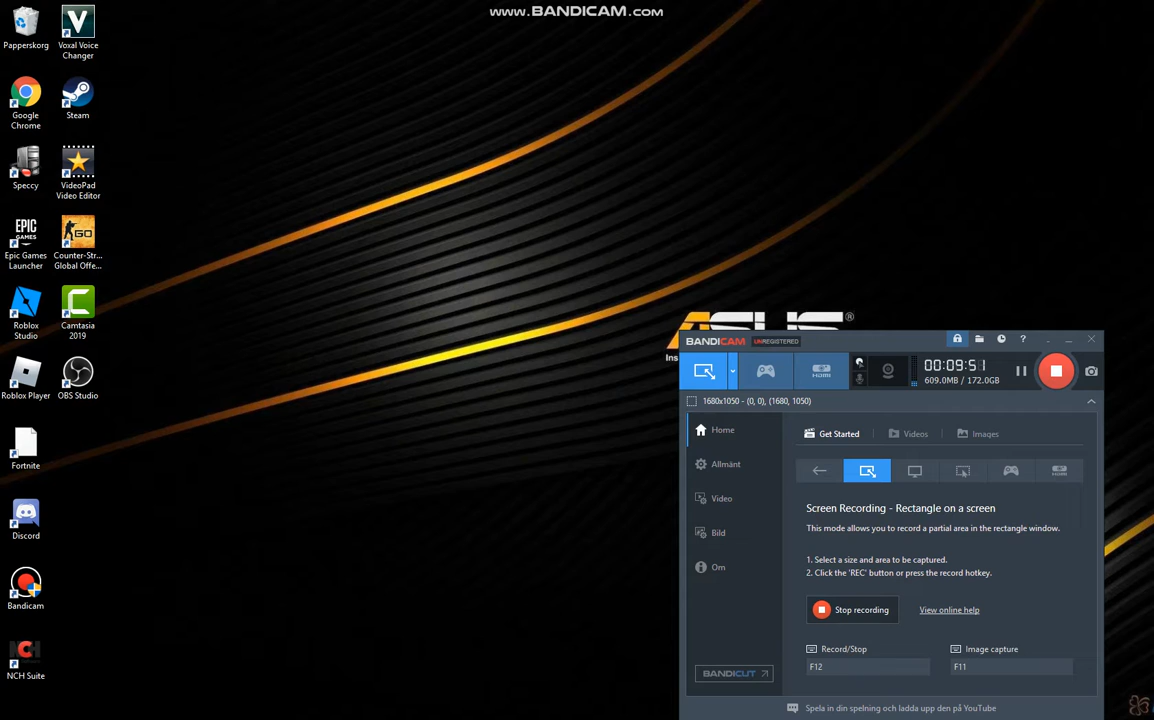 www.BANDICAM.com
Papperskorg
Voxal Voice
Changer
Google
Chrome
Steam
Speccy
VideoPad
Video Editor
EPIC
GAMES
Epic Games
Launcher
GO
Counter-Str...
Global Offe...
Roblox
Studio
Camtasia
2019
Roblox Player
OBS Studio
Fortnite
Discord
Bandicam
NCH
NCH Suite
BANDICAM UNREGISTERED
HDMI
00:09:51
609.0MB / 172.0GB
1680x1050 - (0, 0), (1680, 1050)
Home
Allmänt
Video
Bild
Om
BANDICUT
Get Started
Videos
Images
Screen Recording - Rectangle on a screen
This mode allows you to record a partial area in the rectangle window.
1. Select a size and area to be captured.
2. Click the 'REC' button or press the record hotkey.
Stop recording
View online help
Record/Stop
Image capture
F12
F11
Spela in din spelning och ladda upp den på YouTube